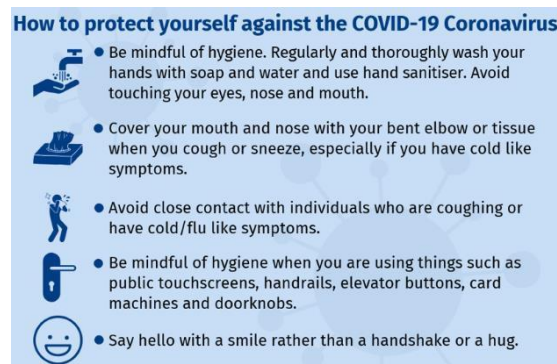 How to protect yourself against the COVID-19 Coronavirus
● Be mindful of hygiene. Regularly and thoroughly wash your
hands with soap and water and use hand sanitiser. Avoid
touching your eyes, nose and mouth.
● Cover your mouth and nose with your bent elbow or tissue
when you cough or sneeze, especially if you have cold like
symptoms.
● Avoid close contact with individuals who are coughing or
have cold/flu like symptoms.
● Be mindful of hygiene when you are using things such as
public touchscreens, handrails, elevator buttons, card
machines and doorknobs.
● Say hello with a smile rather than a handshake or a hug.